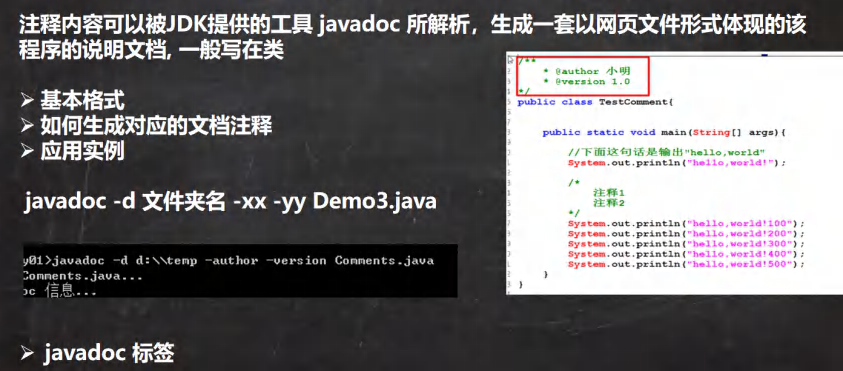 注释内容可以被JDK提供的工具 javadoc 所解析，生成一套以网页文件形式体现的该
程序的说明文档, 一般写在类
➢ 基本格式
➢ 如何生成对应的文档注释
➢ 应用实例
javadoc -d 文件夹名 -xx -yy Demo3.java
y01>javadoc -d d:\\temp -author -version Comments.java
Comments.java...
oc 信息...
➢ javadoc 标签
/**
* @author 小明
* @version 1.0
*/
public class TestComment{
public static void main(String[] args){
//下面这句话是输出"hello,world"
System.out.println("hello,world!");
/*
注释1
注释2
*/
System.out.println("hello,world!100");
System.out.println("hello,world!200");
System.out.println("hello,world!300");
System.out.println("hello,world!400");
System.out.println("hello,world!500");
}
}